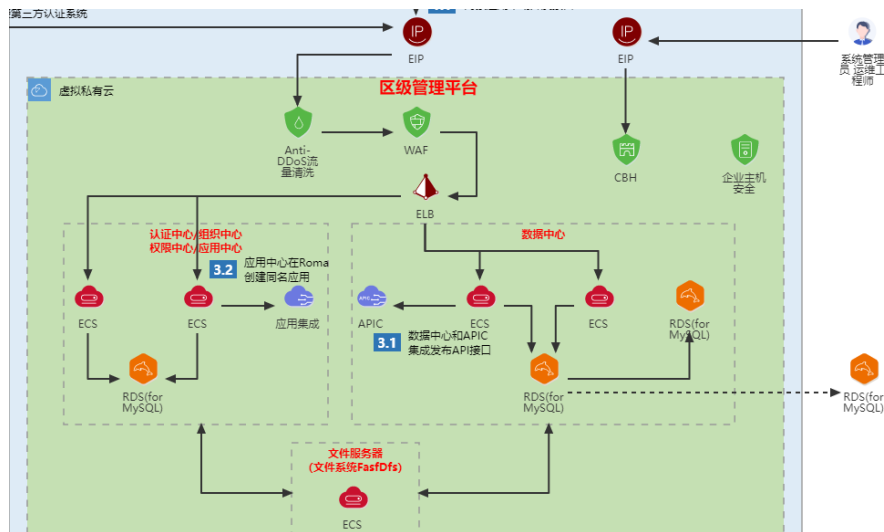 第三方认证系统
EIP
EIP
系统管理
员 运维工
程师
虚拟私有云
区级管理平台
Anti-
DDoS流
量清洗
WAF
CBH
企业主机
安全
ELB
认证中心/组织中心
权限中心/应用中心
数据中心
3.2
应用中心在Roma
创建同名应用
ECS
ECS
应用集成
APIC
ECS
ECS
RDS(for
MySQL)
3.1
数据中心和APIC
集成发布API接口
RDS(for
MySQL)
RDS(for
MySQL)
RDS(for
MySQL)
文件服务器
(文件系统FasfDfs)
ECS